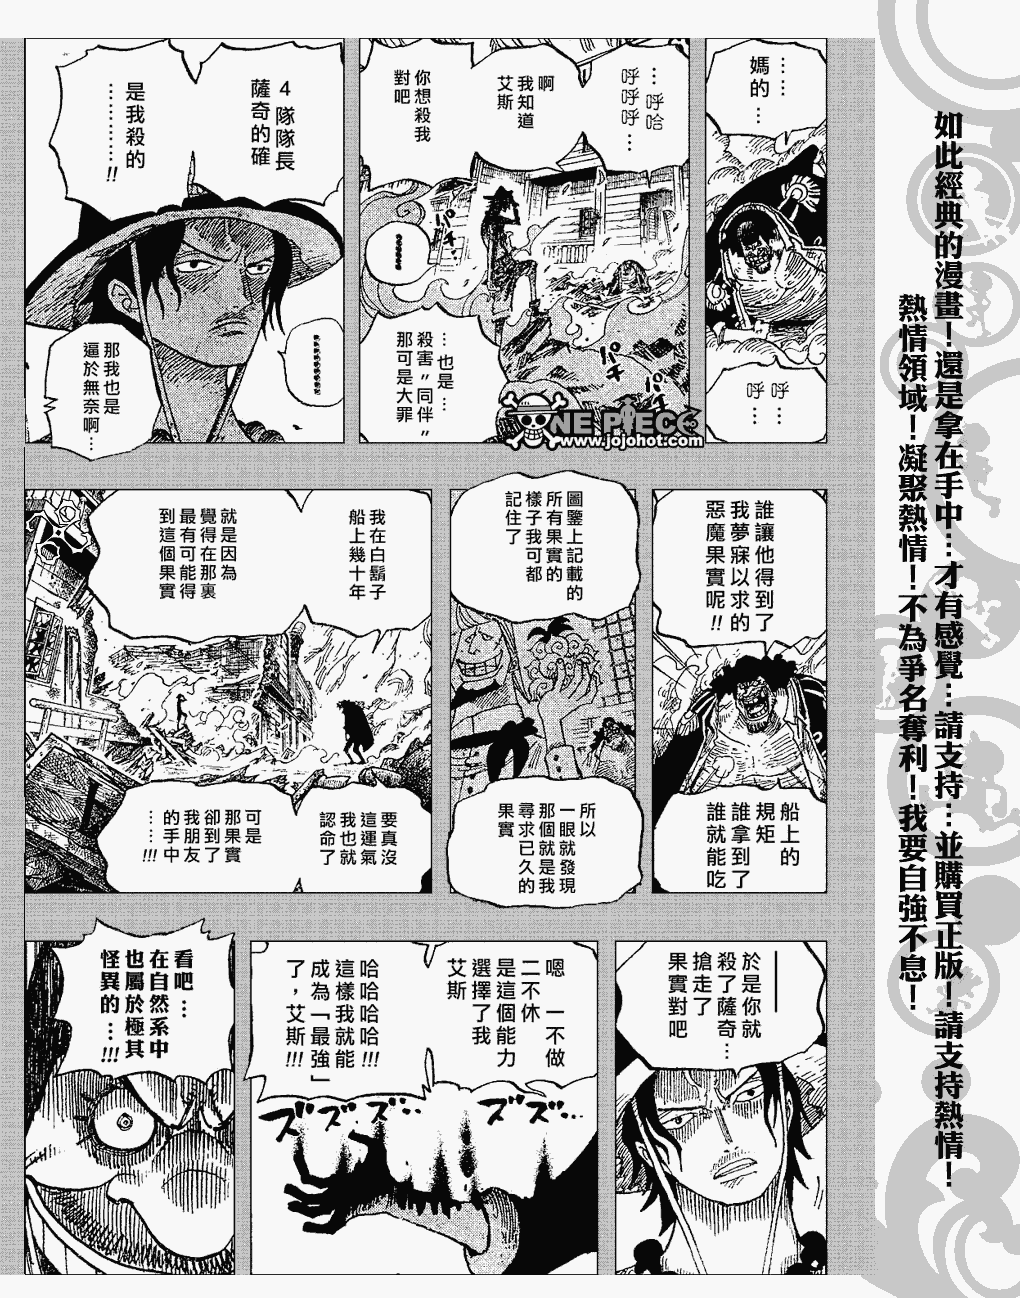 ……
媽的…
呼…
呼…
…呼哈
呼呼呼…
啊
我知道
艾斯
你想殺我
對吧
…也是…
殺害〃同伴〃
那可是大罪
4隊隊長
薩奇的確
是我殺的
…………!!
那我也是
逼於無奈啊…
パチ
パチ
ONE PIECE
www.jojohot.com
誰讓他得到了
我夢寐以求的
惡魔果實呢!!
船上的
規矩
誰拿到了
誰就能吃
圖鑒上記載的
所有果實的
樣子我可都
記住了
所以
一眼就發現
那個就是我
尋求已久的
果實
我在白鬍子
船上幾十年
就是因為
覺得在那裏
最有可能得
到這個果實
要真沒
這運氣
我也就
認命了
可是
那果實
卻到了
我朋友
的手中
……!!!
——
於是你就
殺了薩奇…
搶走了
果實對吧
嗯 一不做
二不休
是這個能力
選擇了我
艾斯
哈哈哈哈!!!
這樣我就能
成為「最強」
了，艾斯!!!
ズズズ…
ズズ…
看吧…
在自然系中
也屬於極其
怪異的…!!!
如此經典的漫畫！還是拿在手中…才有感覺…請支持…並購買正版！請支持熱情！
熱情領域！凝聚熱情！不為爭名奪利！我要自強不息！